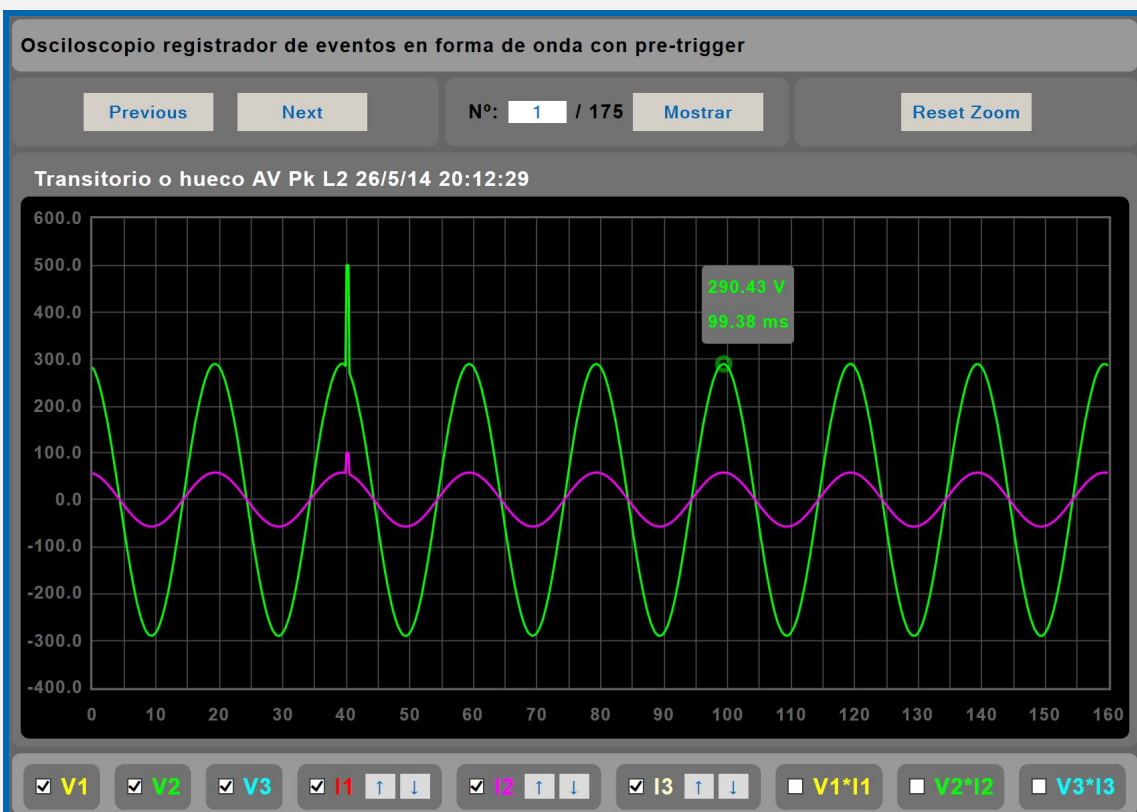 Osciloscopio registrador de eventos en forma de onda con pre-trigger
Previous Next Nº: 1 / 175 Mostrar Reset Zoom
Transitorio o hueco AV Pk L2 26/5/14 20:12:29
600.0
500.0
290.43 V
400.0
99.38 ms
300.0
200.0
100.0
0.0
-100.0
-200.0
-300.0
-400.0
0 10 20 30 40 50 60 70 80 90 100 110 120 130 140 150 160
V1 V2 V3 I1 ↑ ↓ I2 ↑ ↓ I3 ↑ ↓ V1*I1 V2*I2 V3*I3